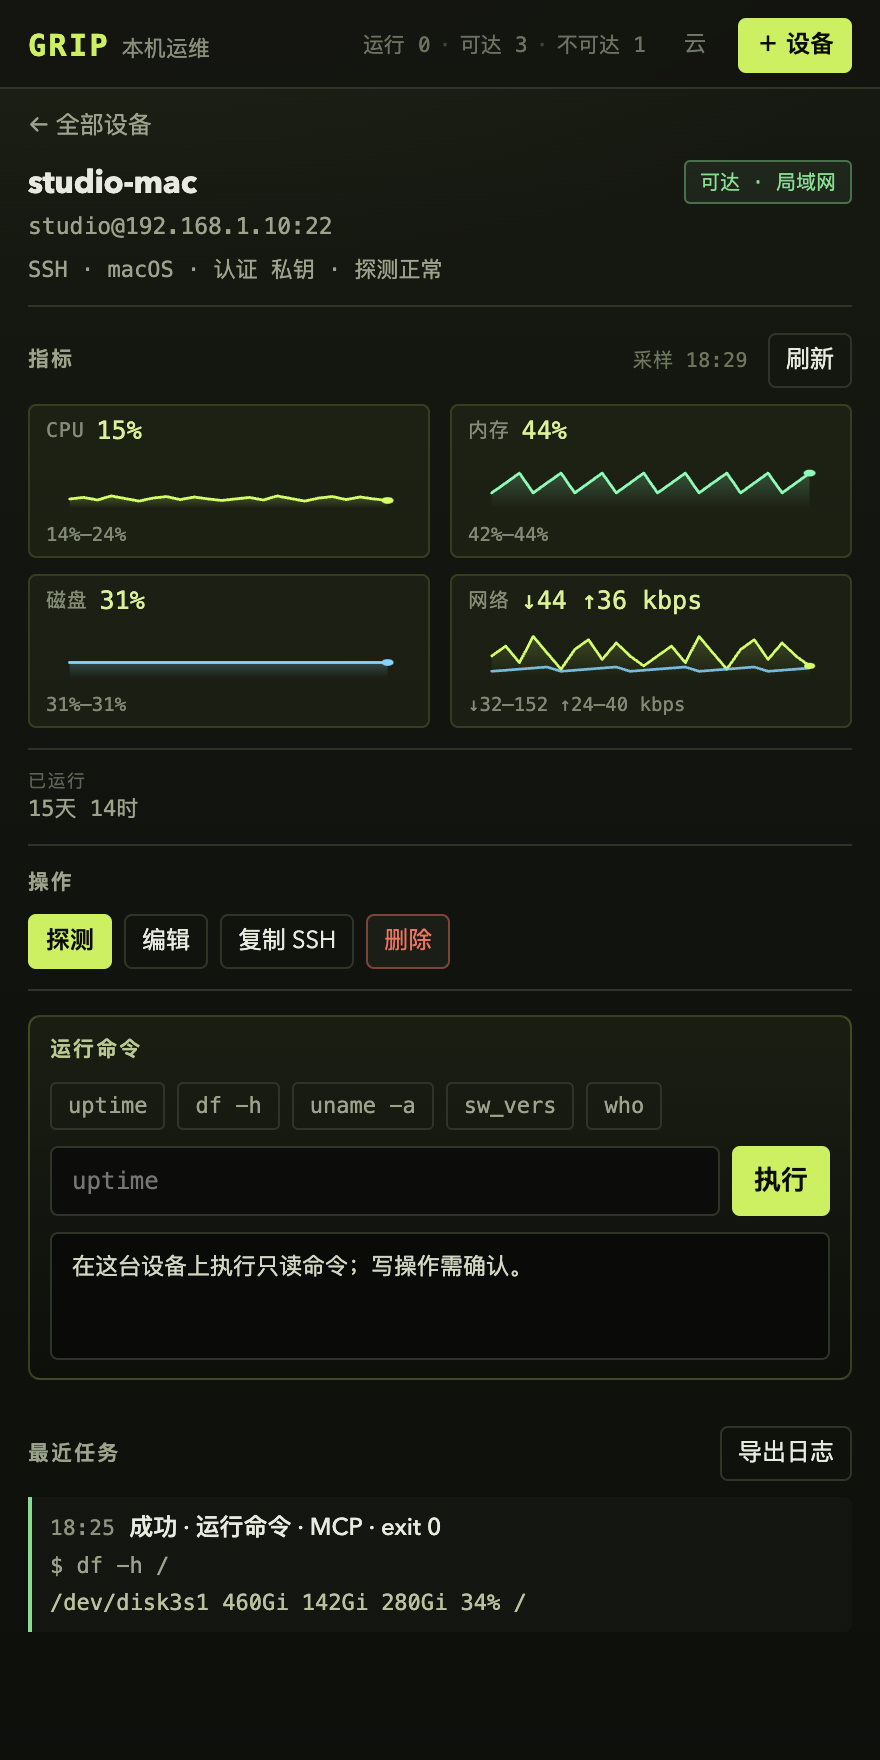 GRIP 本机运维 运行 0 · 可达 3 · 不可达 1 云 + 设备
← 全部设备
studio-mac 可达 · 局域网
studio@192.168.1.10:22
SSH · macOS · 认证 私钥 · 探测正常
指标 采样 18:29 刷新
CPU 15%
14%–24%
内存 44%
42%–44%
磁盘 31%
31%–31%
网络 ↓44 ↑36 kbps
↓32–152 ↑24–40 kbps
已运行
15天 14时
操作
探测 编辑 复制 SSH 删除
运行命令
uptime df -h uname -a sw_vers who
uptime 执行
在这台设备上执行只读命令；写操作需确认。
最近任务 导出日志
18:25 成功 · 运行命令 · MCP · exit 0
$ df -h /
/dev/disk3s1 460Gi 142Gi 280Gi 34% /